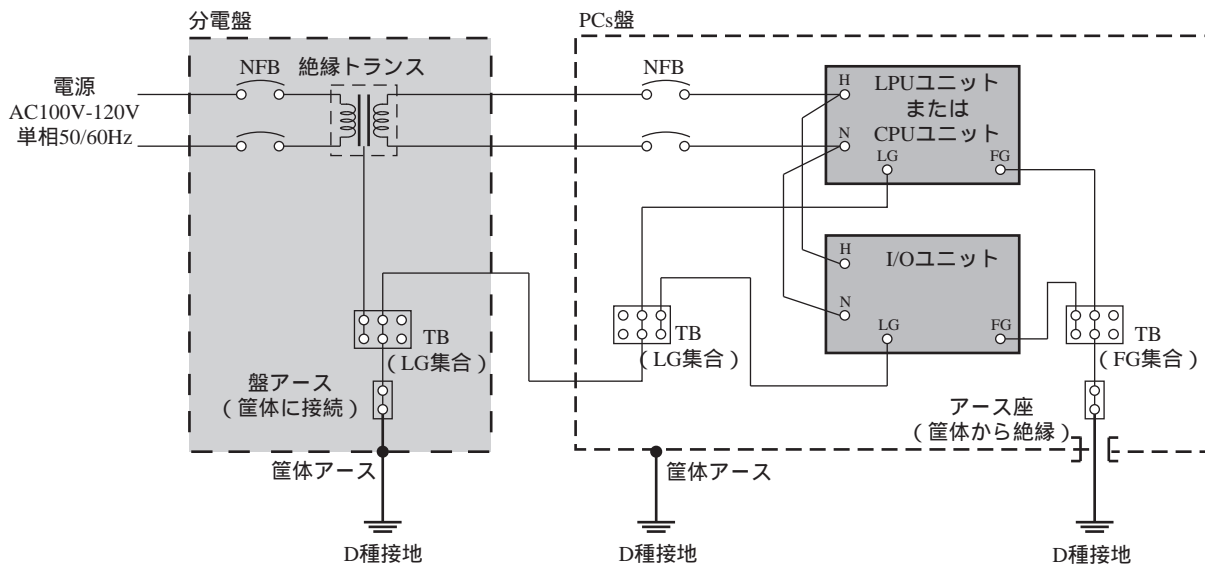 分電盤
PCs盤
電源
AC100V-120V
単相50/60Hz
NFB
絶縁トランス
NFB
H
N
LPUユニット
または
CPUユニット
LG
FG
H
N
I/Oユニット
LG
FG
TB
(LG集合)
TB
(LG集合)
TB
(FG集合)
盤アース
(筐体に接続)
アース座
(筐体から絶縁)
筐体アース
筐体アース
D種接地
D種接地
D種接地